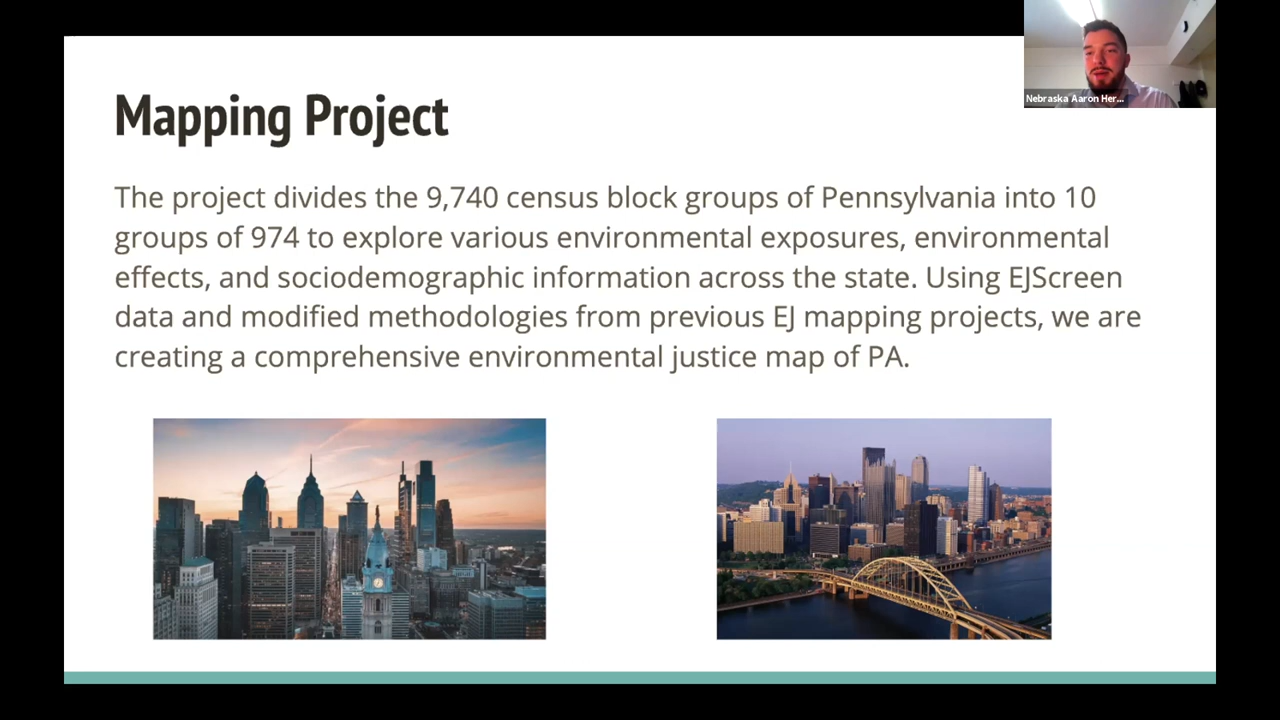 Mapping Project
The project divides the 9,740 census block groups of Pennsylvania into 10
groups of 974 to explore various environmental exposures, environmental
effects, and sociodemographic information across the state. Using EJScreen
data and modified methodologies from previous EJ mapping projects, we are
creating a comprehensive environmental justice map of PA.
Nebraska Aaron Her...